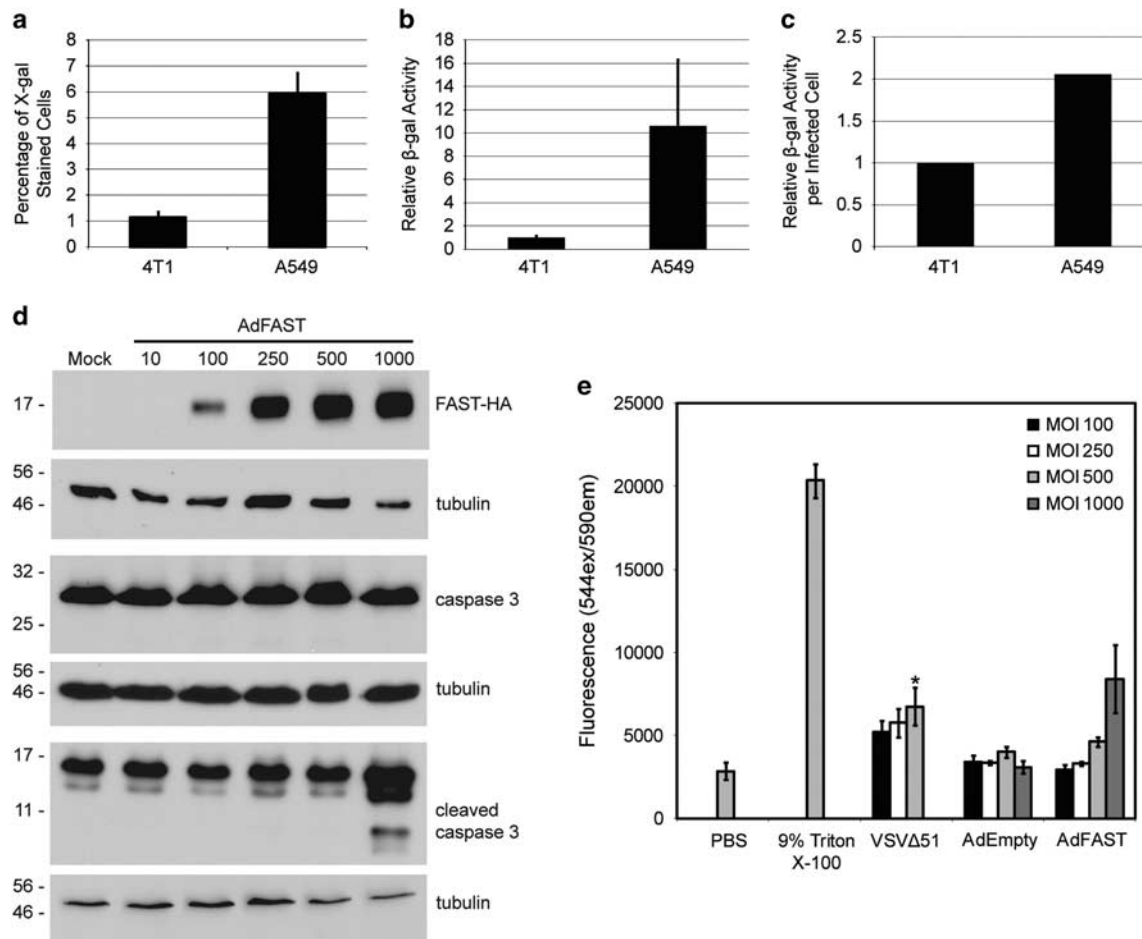 a
Percentage of X-gal
Stained Cells
8
7
6
5
4
3
2
1
0
4T1
A549
b
Relative β-gal Activity
18
16
14
12
10
8
6
4
2
0
4T1
A549
c
Relative β-gal Activity
per Infected Cell
2.5
2
1.5
1
0.5
0
4T1
A549
d
AdFAST
Mock 10 100 250 500 1000
17 -
FAST-HA
56 -
46 -
tubulin
32 -
25 -
caspase 3
56 -
46 -
tubulin
17 -
11 -
cleaved
caspase 3
56 -
46 -
tubulin
e
Fluorescence (544ex/590em)
25000
20000
15000
10000
5000
0
MOI 100
MOI 250
MOI 500
MOI 1000
*
PBS
9% Triton
X-100
VSVΔ51
AdEmpty
AdFAST